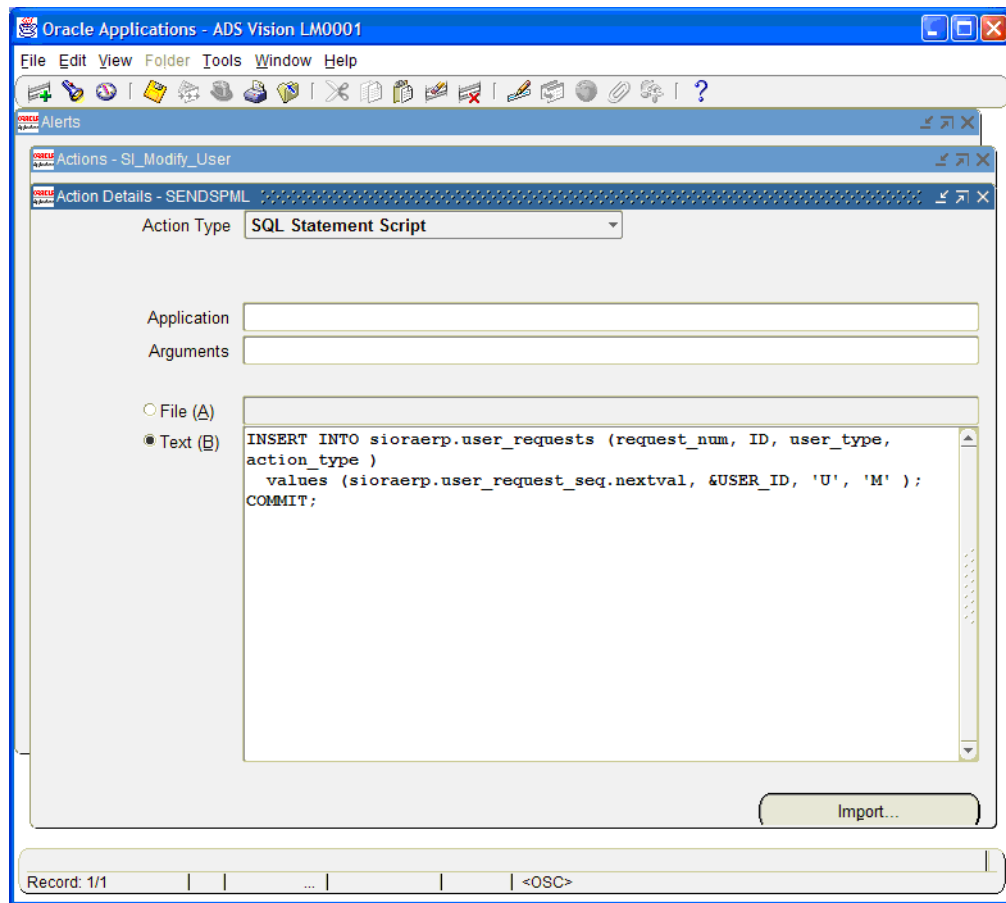 Oracle Applications - ADS Vision LM0001
File Edit View Folder Tools Window Help
Alerts
Actions - SI_Modify_User
Action Details - SENDSPML
Action Type SQL Statement Script
Application
Arguments
File (A)
Text (B)
INSERT INTO sioraerp.user_requests (request_num, ID, user_type,
action_type )
values (sioraerp.user_request_seq.nextval, &USER_ID, 'U', 'M' );
COMMIT;
Import...
Record: 1/1 ... <OSC>